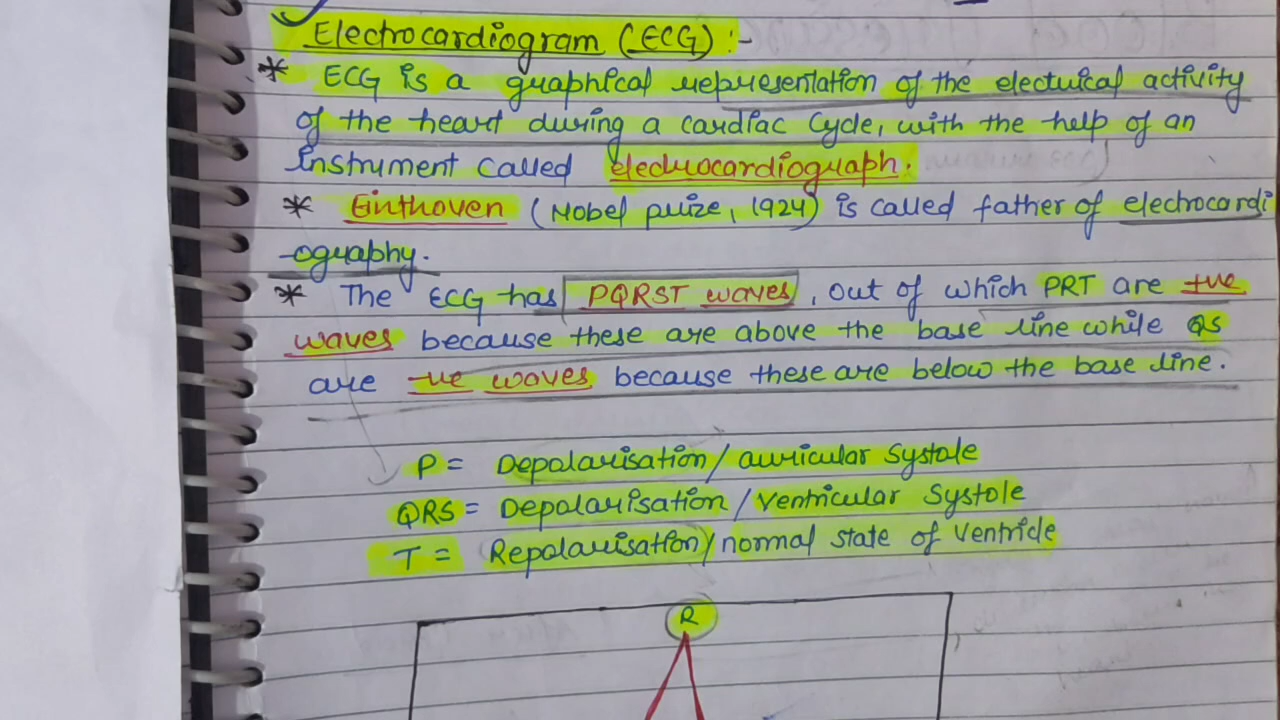 Electrocardiogram (ECG) :-
* ECG is a graphical representation of the electrical activity
of the heart during a cardiac cycle, with the help of an
instrument called electrocardiograph.
* Einthoven (Nobel prize, 1924) is called father of electrocardi
-ography.
* The ECG has PQRST waves, out of which PRT are +ve
waves because these are above the base line while QS
are -ve waves because these are below the base line.
P = Depolarisation/ auricular systole
QRS = Depolarisation / ventricular systole
T = Repolarisation/ normal state of ventricle
R